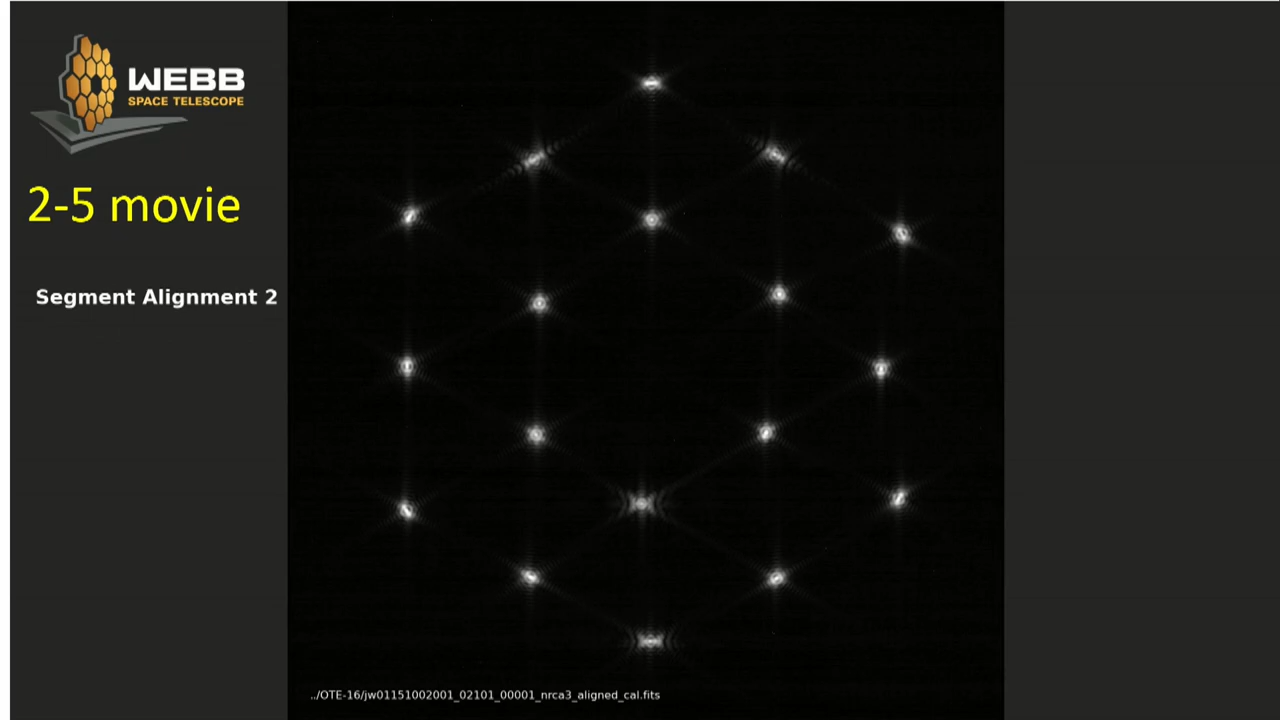 WEBB
SPACE TELESCOPE
2-5 movie
Segment Alignment 2
../OTE-16/jw01151002001_02101_00001_nrca3_aligned_cal.fits